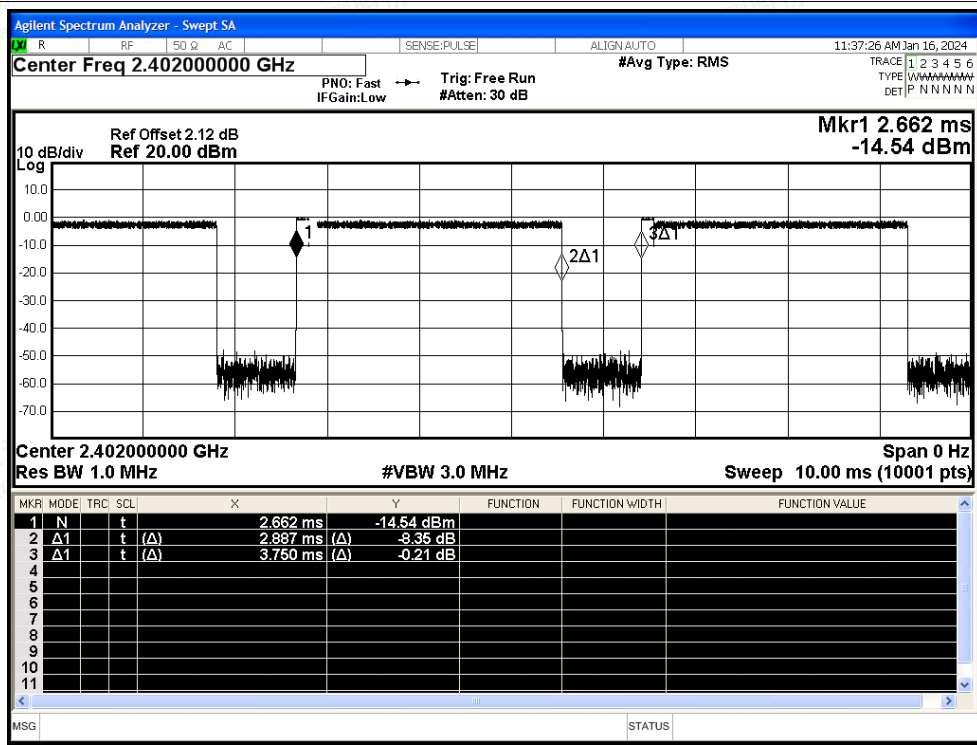 Agilent Spectrum Analyzer - Swept SA
LXI R RF 50 Ω AC SENSE:PULSE ALIGN AUTO 11:37:26 AM Jan 16, 2024
Center Freq 2.402000000 GHz #Avg Type: RMS TRACE 1 2 3 4 5 6
PNO: Fast Trig: Free Run TYPE WWWWWW
IFGain:Low #Atten: 30 dB DET P N N N N N
Mkr1 2.662 ms
Ref Offset 2.12 dB
10 dB/div Ref 20.00 dBm -14.54 dBm
Log
10.0
0.00
1 3Δ1
-10.0
2Δ1
-20.0
-30.0
-40.0
-50.0
-60.0
-70.0
Center 2.402000000 GHz Span 0 Hz
Res BW 1.0 MHz #VBW 3.0 MHz Sweep 10.00 ms (10001 pts)
MKR MODE TRC SCL X Y FUNCTION FUNCTION WIDTH FUNCTION VALUE
1 N t 2.662 ms -14.54 dBm
2 Δ1 t (Δ) 2.887 ms (Δ) -8.35 dB
3 Δ1 t (Δ) 3.750 ms (Δ) -0.21 dB
4
5
6
7
8
9
10
11
MSG STATUS